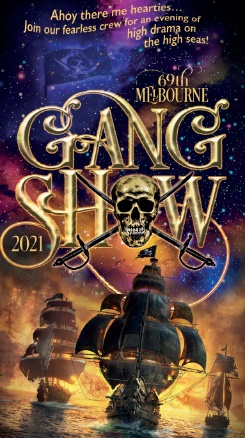 Ahoy there me hearties...
Join our fearless crew for an evening of
high drama on
the high seas!
69th
MELBOURNE
GANG
SHOW
2021